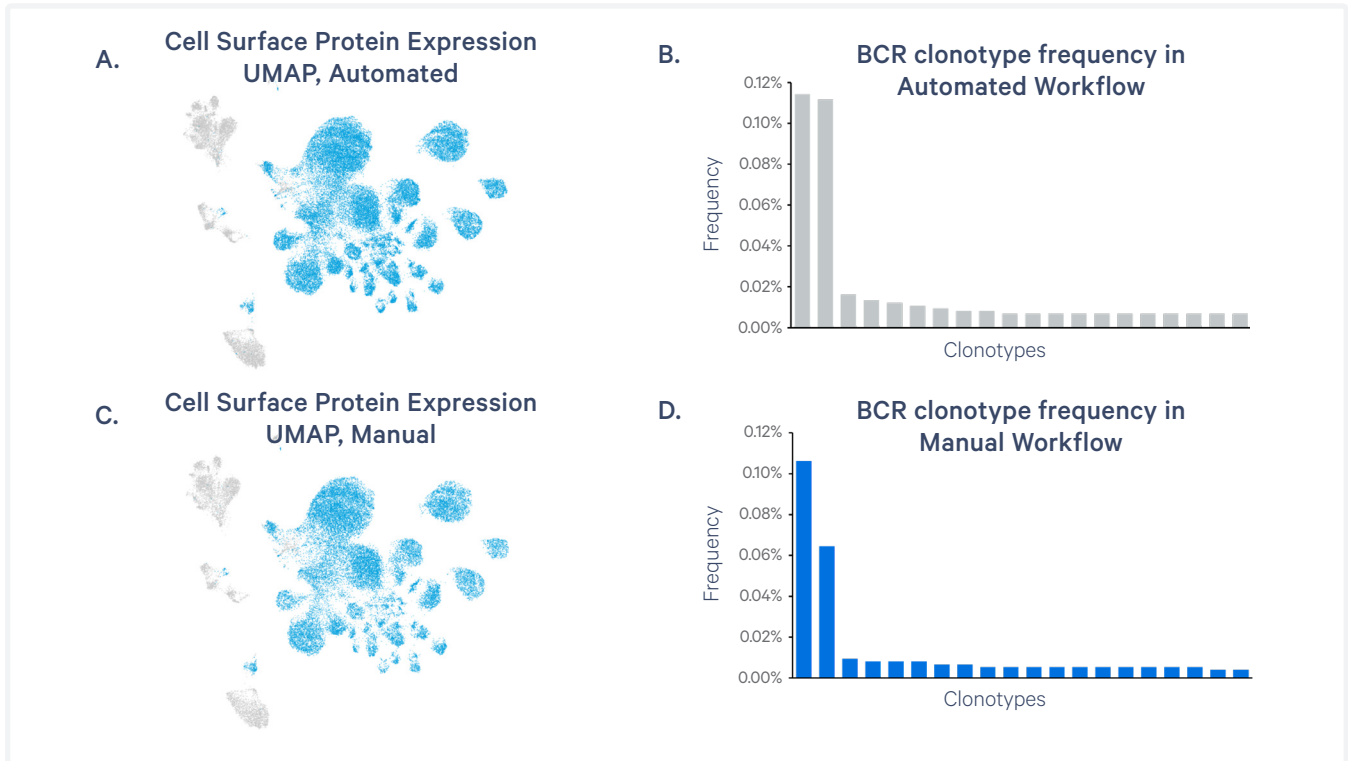 A.
Cell Surface Protein Expression
UMAP, Automated
B.
BCR clonotype frequency in
Automated Workflow
0.12%
0.10%
0.08%
0.06%
0.04%
0.02%
0.00%
Frequency
Clonotypes
C.
Cell Surface Protein Expression
UMAP, Manual
D.
BCR clonotype frequency in
Manual Workflow
0.12%
0.10%
0.08%
0.06%
0.04%
0.02%
0.00%
Frequency
Clonotypes